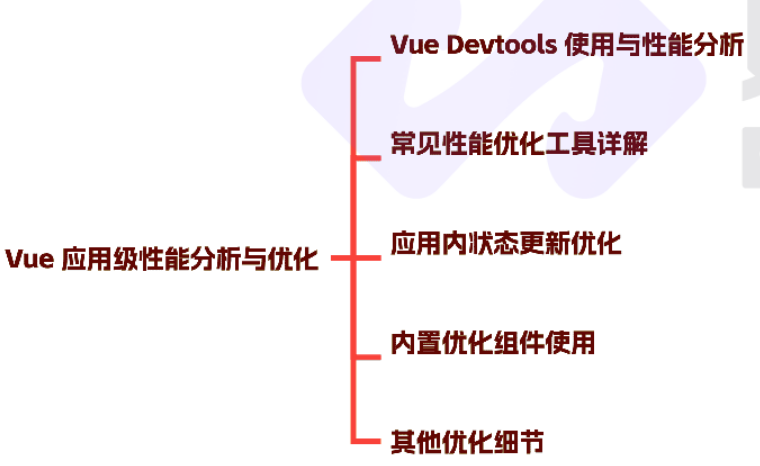 Vue Devtools 使用与性能分析
常见性能优化工具详解
应用内状态更新优化
Vue 应用级性能分析与优化
内置优化组件使用
其他优化细节